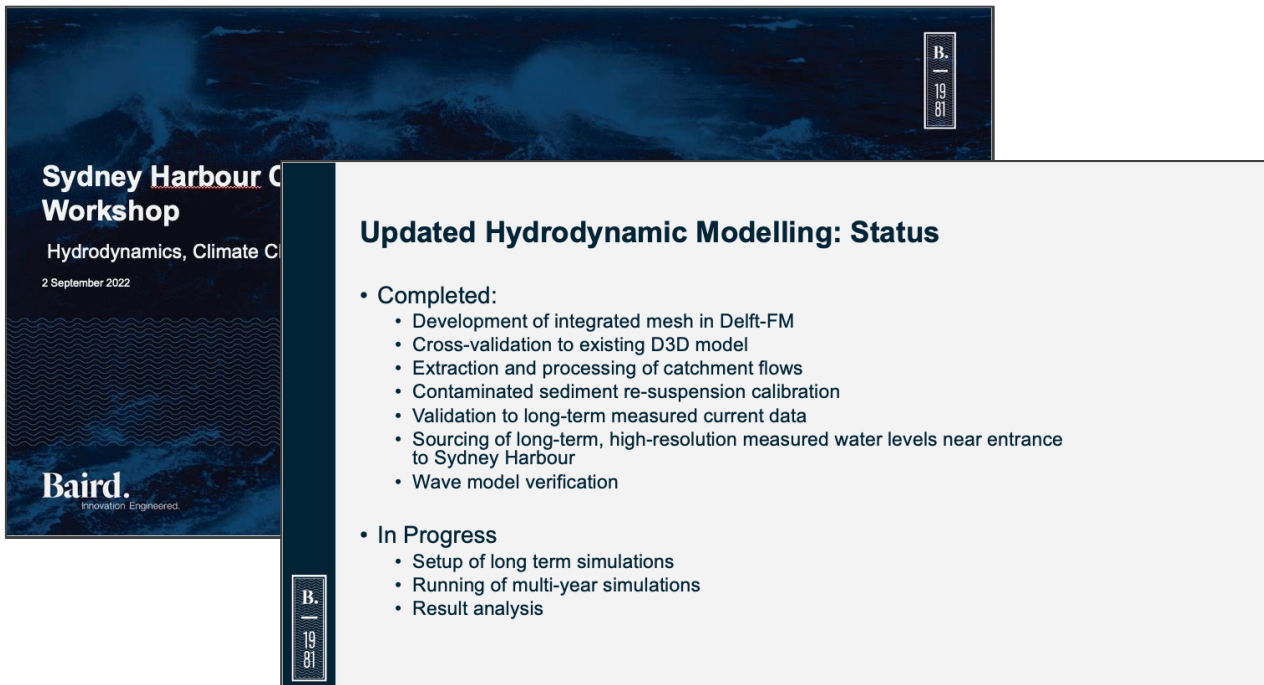 B.
19
81
Sydney Harbour
Workshop
Hydrodynamics, Climate
2 September 2022
Baird.
Innovation Engineered.
Updated Hydrodynamic Modelling: Status
• Completed:
• Development of integrated mesh in Delft-FM
• Cross-validation to existing D3D model
• Extraction and processing of catchment flows
• Contaminated sediment re-suspension calibration
• Validation to long-term measured current data
• Sourcing of long-term, high-resolution measured water levels near entrance
to Sydney Harbour
• Wave model verification
• In Progress
• Setup of long term simulations
• Running of multi-year simulations
• Result analysis
B.
19
81